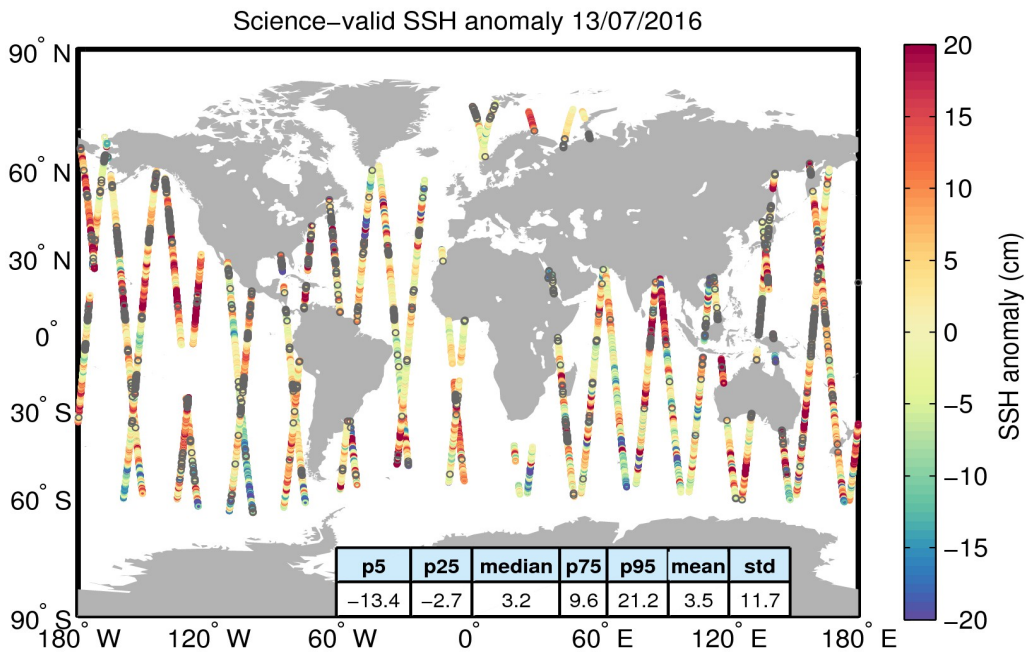 Science−valid SSH anomaly 13/07/2016
90° N
60° N
30° N
0°
30° S
60° S
90° S
180° W
120° W
60° W
0°
60° E
120° E
180° E
p5 p25 median p75 p95 mean std
−13.4 −2.7 3.2 9.6 21.2 3.5 11.7
20
15
10
5
0
−5
−10
−15
−20
SSH anomaly (cm)